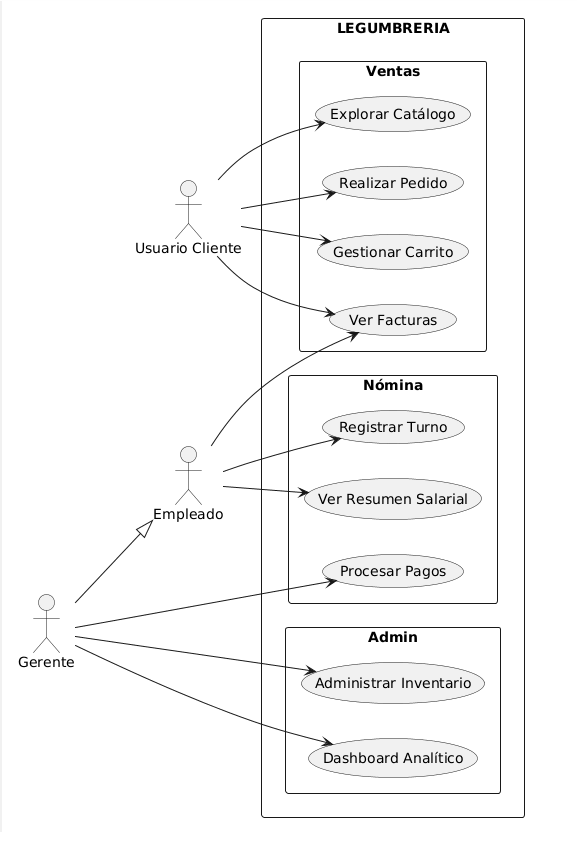 LEGUMBRERIA
Ventas
Explorar Catálogo
Realizar Pedido
Usuario Cliente
Gestionar Carrito
Ver Facturas
Nómina
Registrar Turno
Ver Resumen Salarial
Empleado
Procesar Pagos
Admin
Gerente
Administrar Inventario
Dashboard Analítico